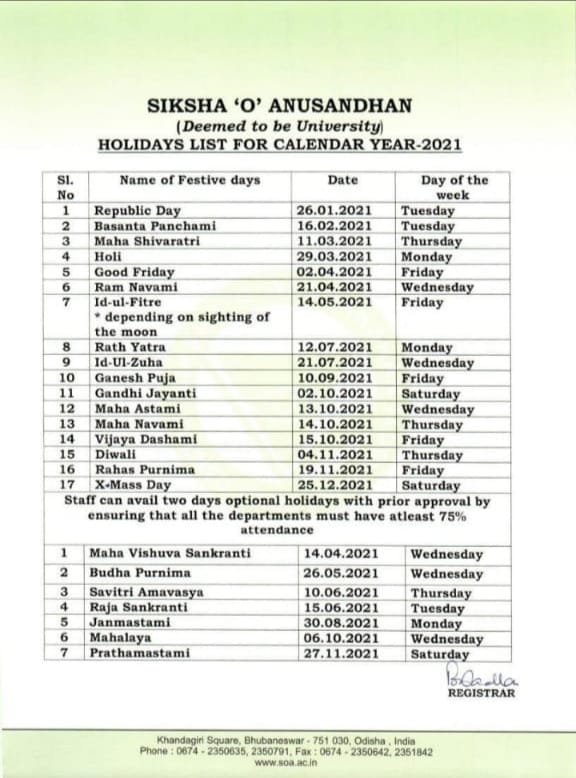 SIKSHA ‘O’ ANUSANDHAN
(Deemed to be University)
HOLIDAYS LIST FOR CALENDAR YEAR-2021
Sl. No Name of Festive days Date Day of the week
1 Republic Day 26.01.2021 Tuesday
2 Basanta Panchami 16.02.2021 Tuesday
3 Maha Shivaratri 11.03.2021 Thursday
4 Holi 29.03.2021 Monday
5 Good Friday 02.04.2021 Friday
6 Ram Navami 21.04.2021 Wednesday
7 Id-ul-Fitre 14.05.2021 Friday
* depending on sighting of
the moon
8 Rath Yatra 12.07.2021 Monday
9 Id-Ul-Zuha 21.07.2021 Wednesday
10 Ganesh Puja 10.09.2021 Friday
11 Gandhi Jayanti 02.10.2021 Saturday
12 Maha Astami 13.10.2021 Wednesday
13 Maha Navami 14.10.2021 Thursday
14 Vijaya Dashami 15.10.2021 Friday
15 Diwali 04.11.2021 Thursday
16 Rahas Purnima 19.11.2021 Friday
17 X-Mass Day 25.12.2021 Saturday
Staff can avail two days optional holidays with prior approval by
ensuring that all the departments must have atleast 75%
attendance
1 Maha Vishuva Sankranti 14.04.2021 Wednesday
2 Budha Purnima 26.05.2021 Wednesday
3 Savitri Amavasya 10.06.2021 Thursday
4 Raja Sankranti 15.06.2021 Tuesday
5 Janmastami 30.08.2021 Monday
6 Mahalaya 06.10.2021 Wednesday
7 Prathamastami 27.11.2021 Saturday
REGISTRAR
Khandagiri Square, Bhubaneswar - 751 030, Odisha , India
Phone : 0674 - 2350635, 2350791, Fax : 0674 - 2350642, 2351842
www.soa.ac.in